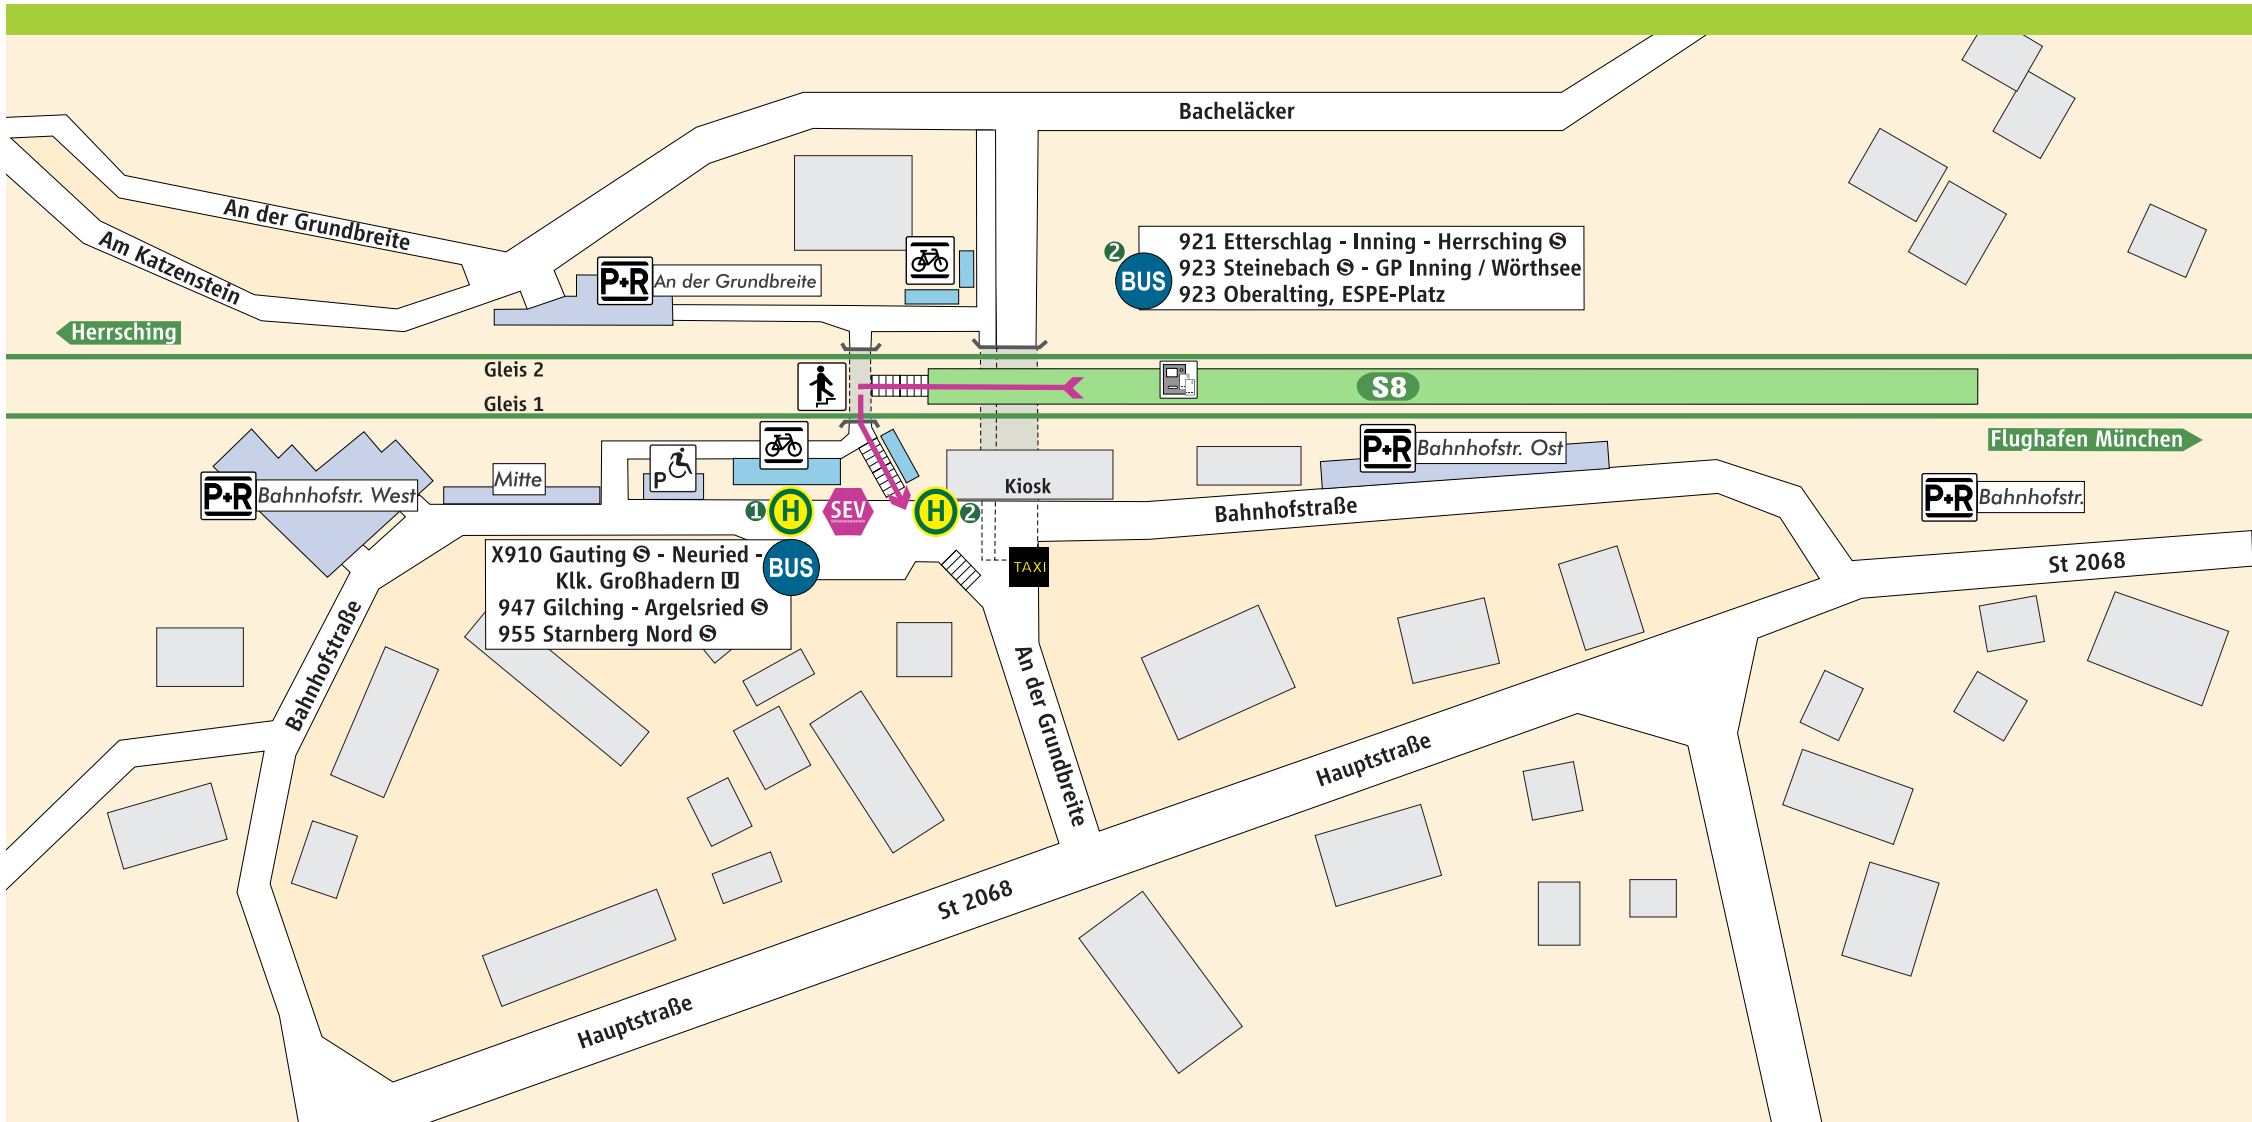 Bacheläcker
An der Grundbreite
Am Katzenstein
P+R An der Grundbreite
2
BUS
921 Etterschlag - Inning - Herrsching S
923 Steinebach S - GP Inning / Wörthsee
923 Oberalting, ESPE-Platz
Herrsching
Gleis 2
Gleis 1
S8
Flughafen München
P+R Bahnhofstr. West
Mitte
P
P+R Bahnhofstr. Ost
P+R Bahnhofstr.
Kiosk
1 H
SEV
H 2
Bahnhofstraße
X910 Gauting S - Neuried -
Klk. Großhadern U
947 Gilching - Argelsried S
955 Starnberg Nord S
BUS
TAXI
St 2068
Bahnhofstraße
An der Grundbreite
Hauptstraße
St 2068
Hauptstraße